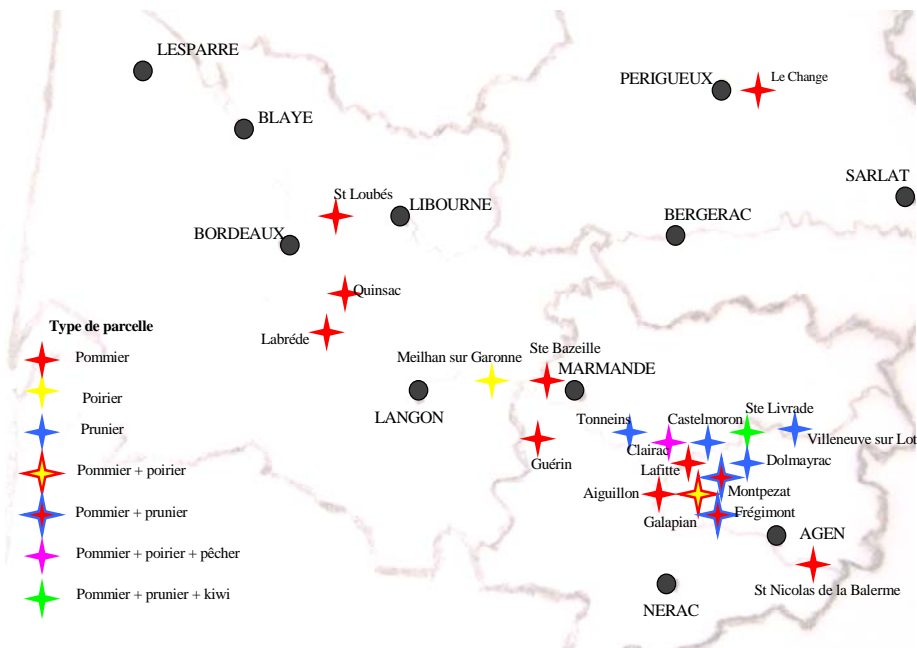 LESPARRE
PERIGUEUX
Le Change
BLAYE
SARLAT
St Loubés
LIBOURNE
BERGERAC
BORDEAUX
Quinsac
Type de parcelle
Labréde
Pommier
Meilhan sur Garonne
Ste Bazeille
MARMANDE
Poirier
LANGON
Prunier
Tonneins
Castelmoron
Ste Livrade
Villeneuve sur Lot
Clairac
Guérin
Lafitte
Dolmayrac
Pommier + poirier
Aiguillon
Montpezat
Pommier + prunier
Galapian
Frégimont
AGEN
Pommier + poirier + pêcher
St Nicolas de la Balerme
Pommier + prunier + kiwi
NERAC